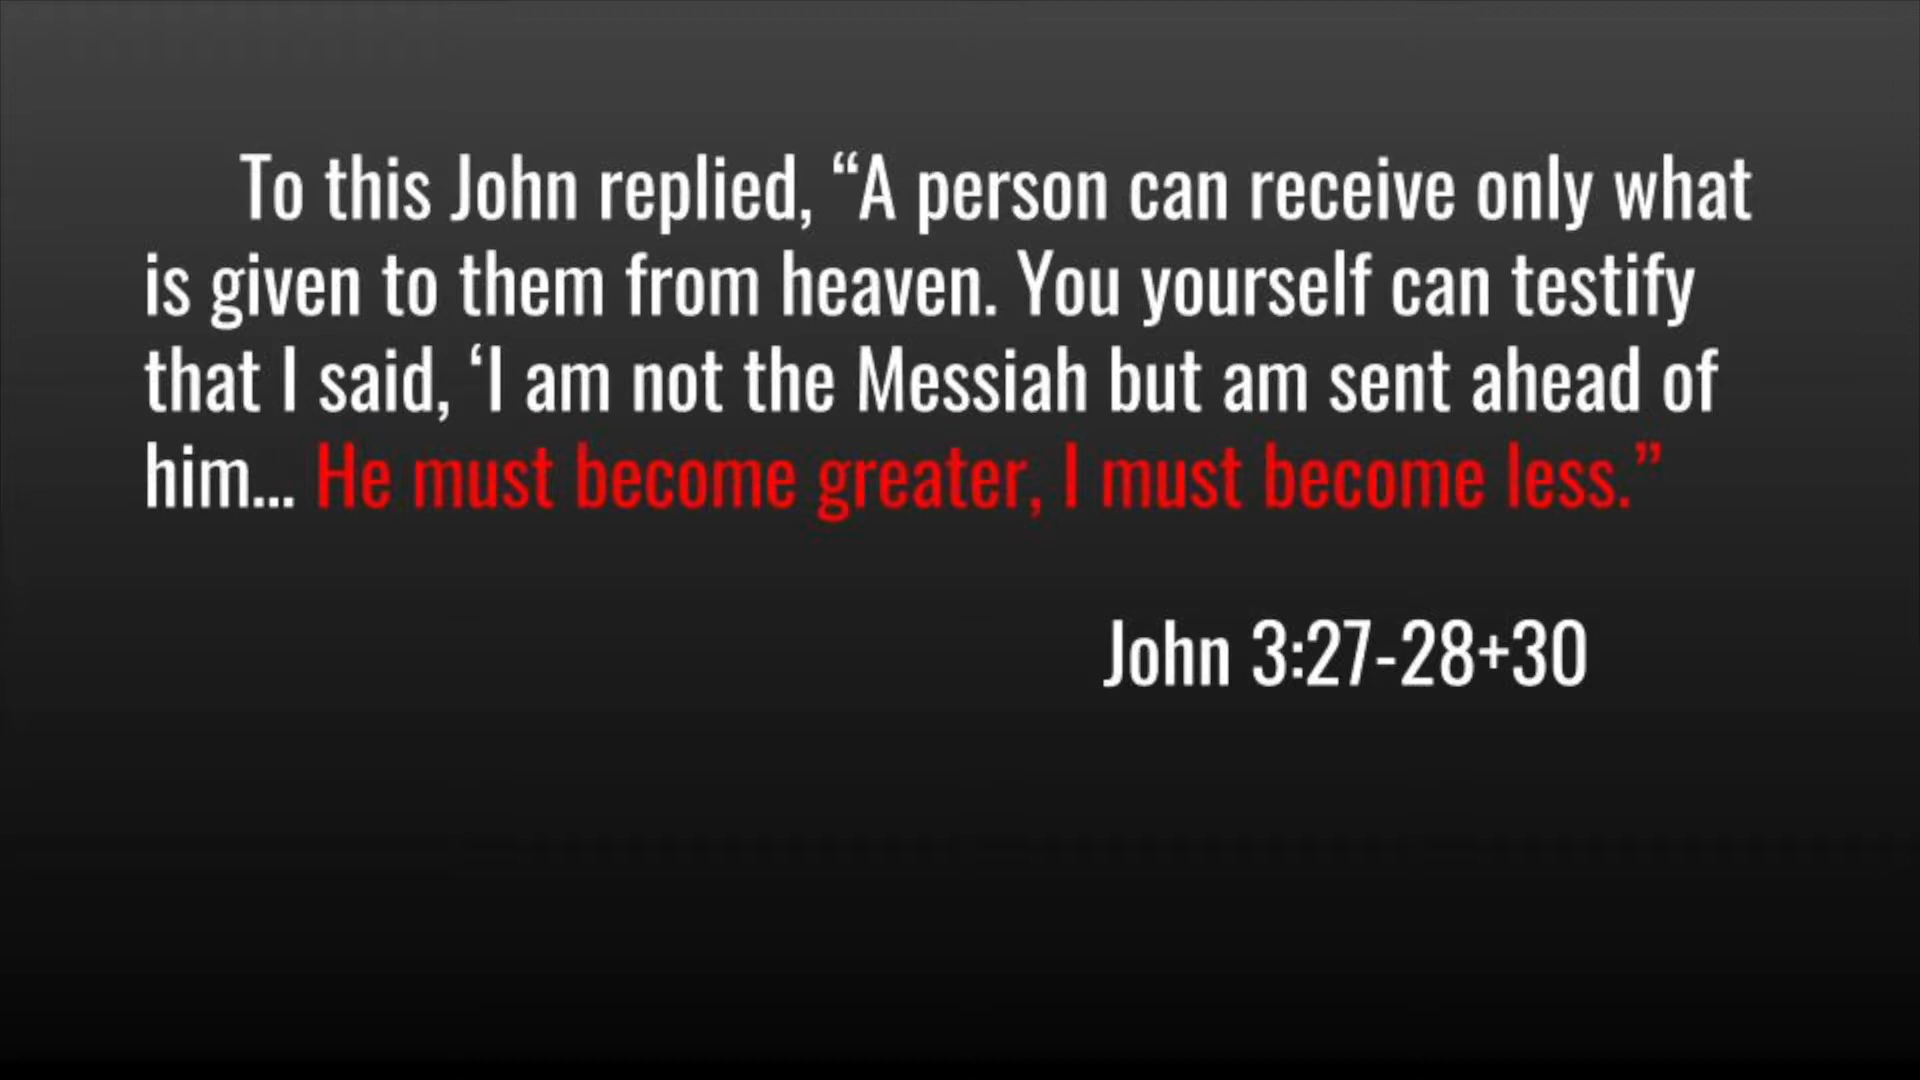 To this John replied, “A person can receive only what
is given to them from heaven. You yourself can testify
that I said, ‘I am not the Messiah but am sent ahead of
him... He must become greater, I must become less.”
John 3:27-28+30